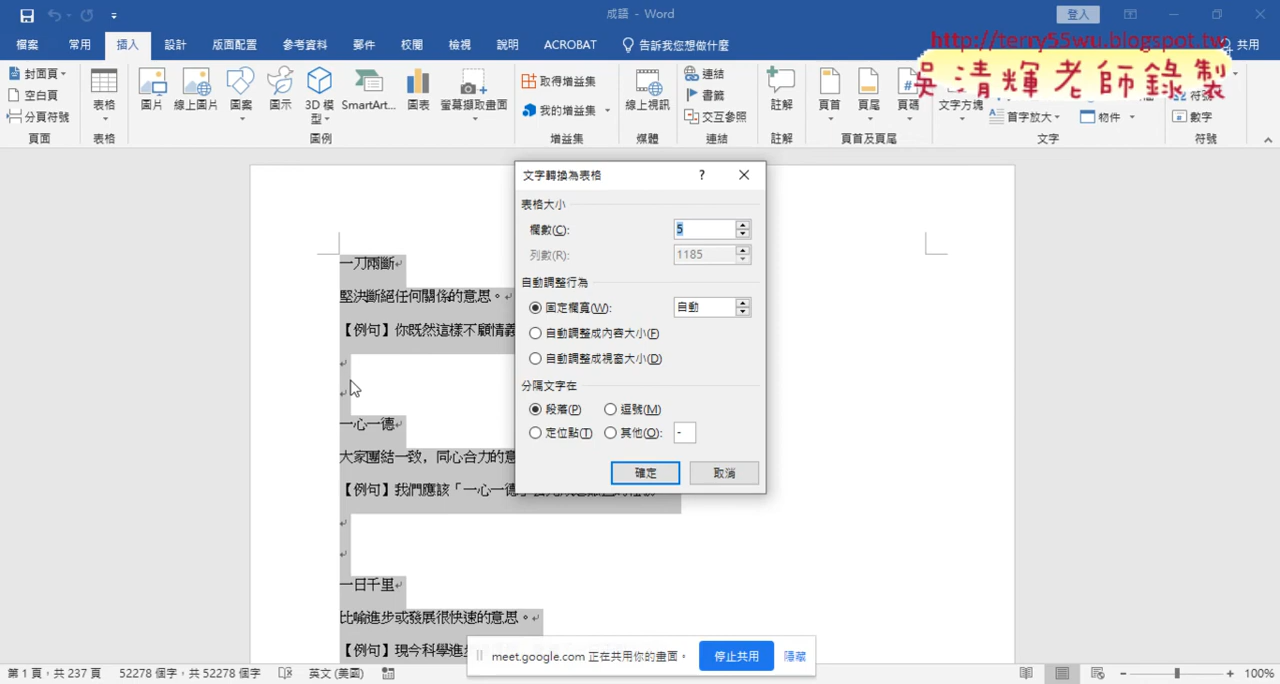 成語 - Word
登入
檔案 常用 插入 設計 版面配置 參考資料 郵件 校閱 檢視 說明 ACROBAT 告訴我您想做什麼 共用
http://terry55wu.blogspot.tw
吳清輝老師錄製
封面頁
空白頁
分頁符號
頁面
表格
表格
圖片
線上圖片
圖案
圖示
3D 模型
SmartArt...
圖表
螢幕擷取畫面
圖例
取得增益集
我的增益集
增益集
線上視訊
媒體
連結
書籤
交互參照
連結
註解
註解
頁首
頁尾
頁碼
頁首及頁尾
文字方塊
首字放大
物件
文字
符號
數字
符號
文字轉換為表格
?
表格大小
欄數(C): 5
列數(R): 1185
自動調整行為
固定欄寬(W): 自動
自動調整成內容大小(F)
自動調整成視窗大小(D)
分隔文字在
段落(P) 逗號(M)
定位點(T) 其他(O): -
確定 取消
一刀兩斷
堅決斷絕任何關係的意思。
【例句】你既然這樣不顧情義
一心一德
大家團結一致，同心合力的意
【例句】我們應該「一心一德
一日千里
比喻進步或發展很快速的意思。
【例句】現今科學進步
meet.google.com 正在共用你的畫面。 停止共用 隱藏
第 1 頁，共 237 頁 52278 個字，共 52278 個字 英文 (美國) 100%